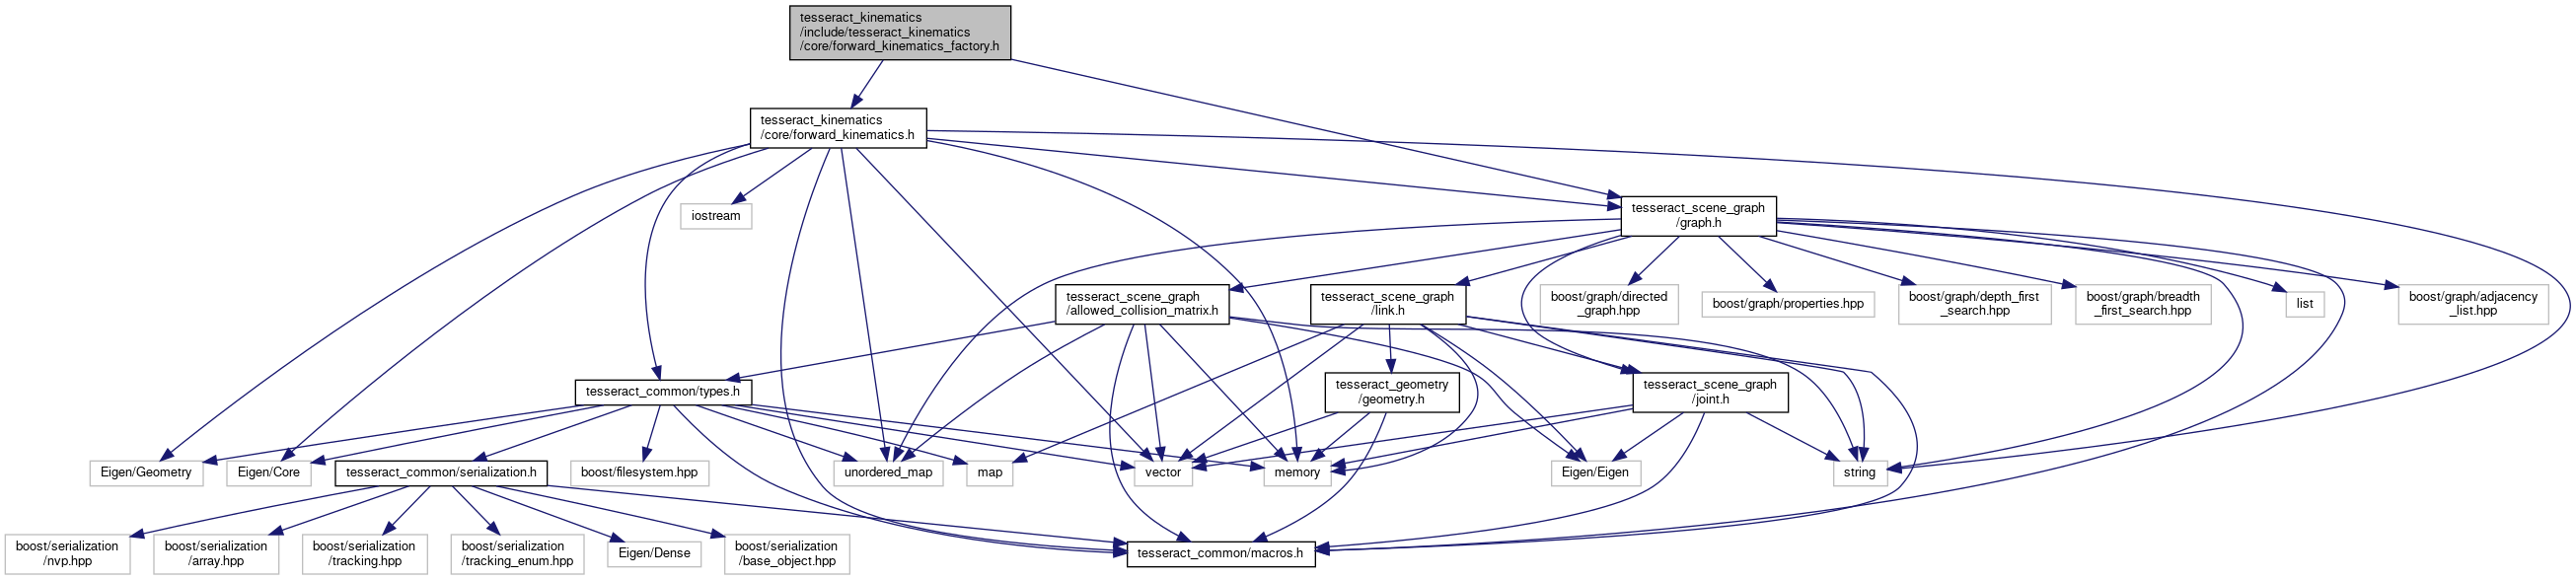 tesseract_kinematics
/include/tesseract_kinematics
/core/forward_kinematics_factory.h
tesseract_kinematics
/core/forward_kinematics.h
iostream
tesseract_scene_graph
/graph.h
tesseract_scene_graph
/allowed_collision_matrix.h
tesseract_scene_graph
/link.h
boost/graph/directed
_graph.hpp
boost/graph/properties.hpp
boost/graph/depth_first
_search.hpp
boost/graph/breadth
_first_search.hpp
list
boost/graph/adjacency
_list.hpp
tesseract_common/types.h
tesseract_geometry
/geometry.h
tesseract_scene_graph
/joint.h
Eigen/Geometry
Eigen/Core
tesseract_common/serialization.h
boost/filesystem.hpp
unordered_map
map
vector
memory
Eigen/Eigen
string
boost/serialization
/nvp.hpp
boost/serialization
/array.hpp
boost/serialization
/tracking.hpp
boost/serialization
/tracking_enum.hpp
Eigen/Dense
boost/serialization
/base_object.hpp
tesseract_common/macros.h